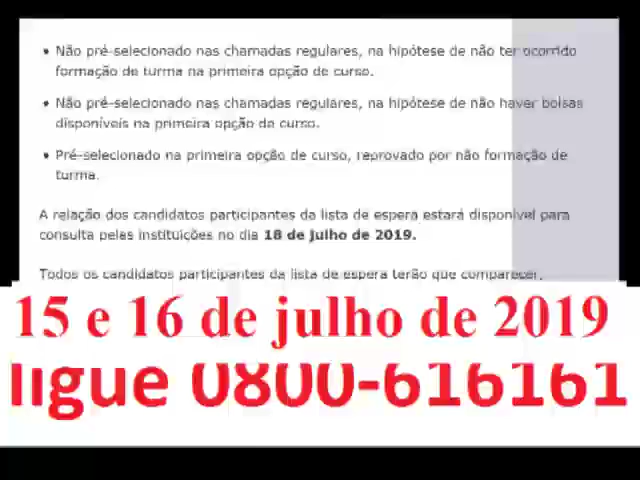 • Não pré-selecionado nas chamadas regulares, na hipótese de não ter ocorrido
formação de turma na primeira opção de curso.
• Não pré-selecionado nas chamadas regulares, na hipótese de não haver bolsas
disponíveis na primeira opção de curso.
• Pré-selecionado na primeira opção de curso, reprovado por não formação de
turma.
A relação dos candidatos participantes da lista de espera estará disponível para
consulta pelas instituições no dia 18 de julho de 2019.
Todos os candidatos participantes da lista de espera terão que comparecer,
15 e 16 de julho de 2019
ligue 0800-616161